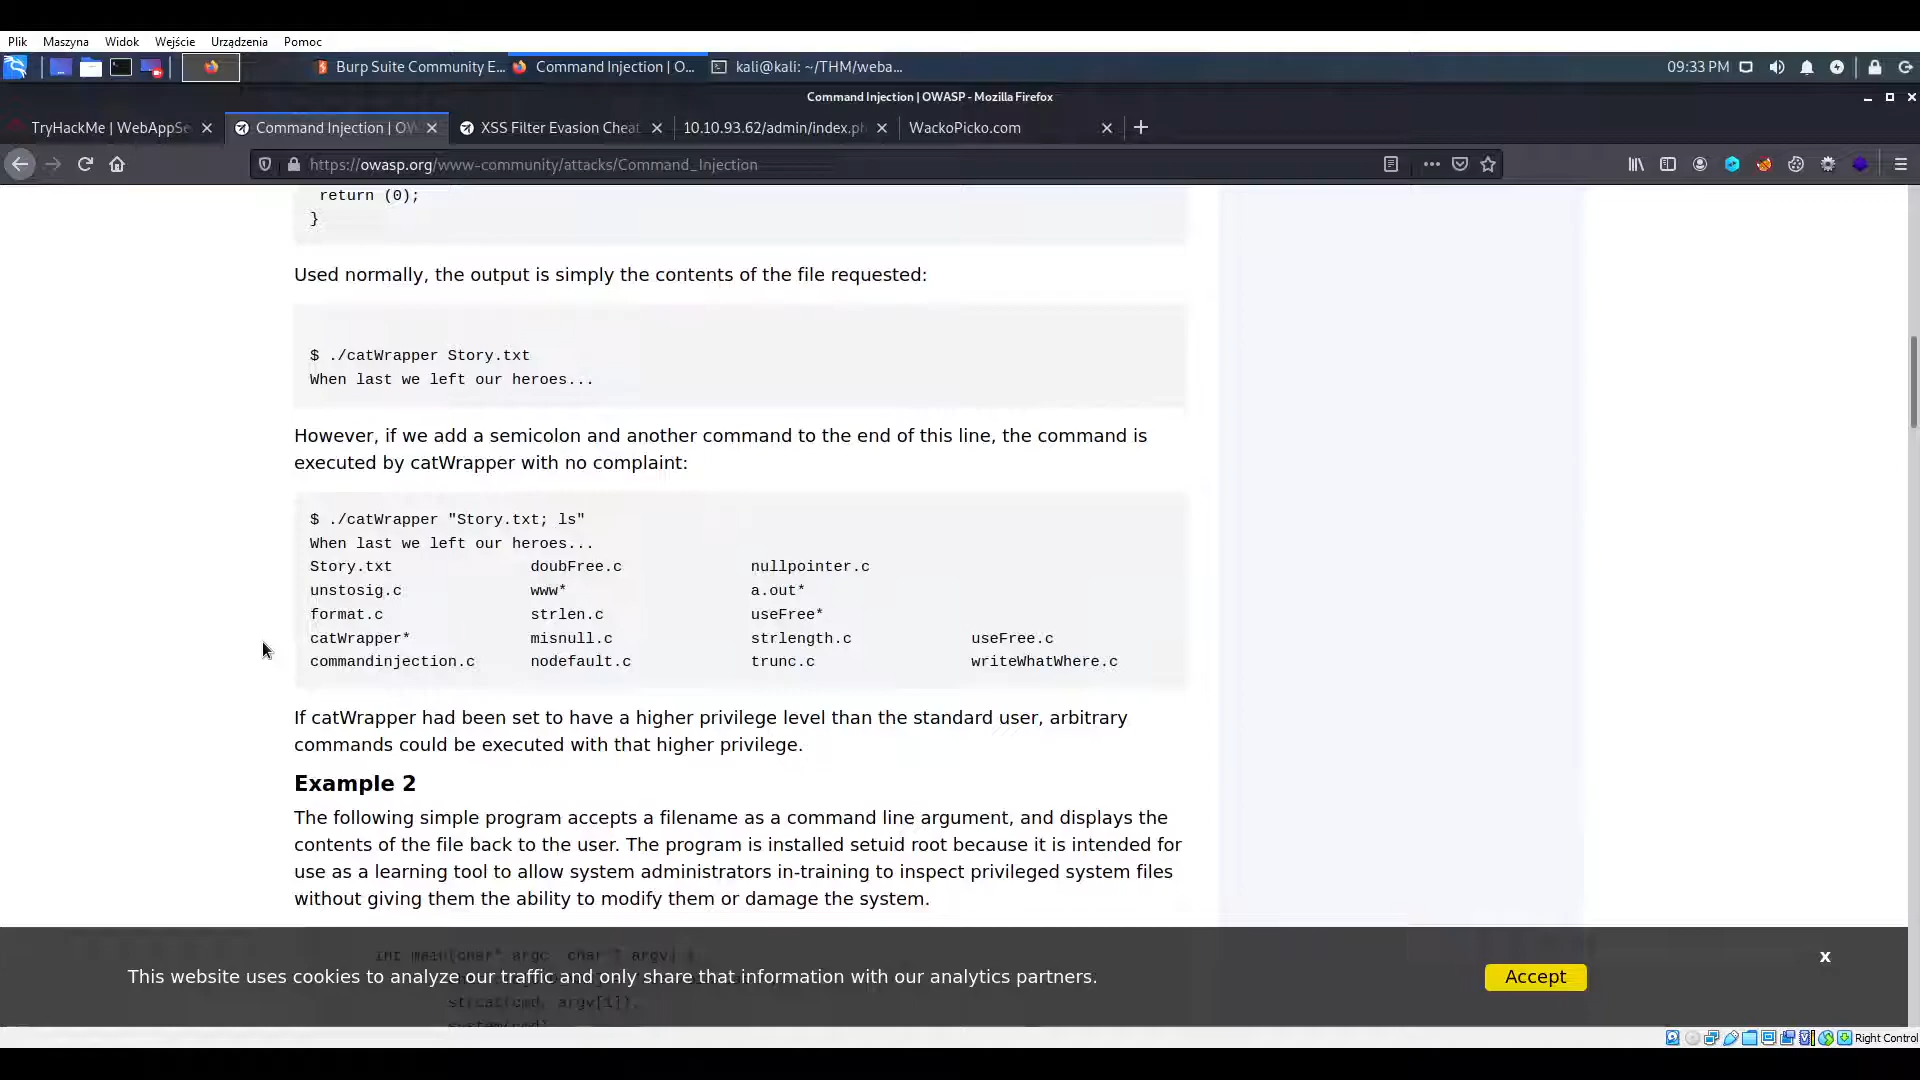 Plik Maszyna Widok Wejście Urządzenia Pomoc
Burp Suite Community E... Command Injection | O... kali@kali: ~/THM/weba... 09:33 PM
Command Injection | OWASP - Mozilla Firefox
TryHackMe | WebAppSe Command Injection | OW XSS Filter Evasion Cheat 10.10.93.62/admin/index.ph WackoPicko.com
https://owasp.org/www-community/attacks/Command_Injection
return (0);
}
Used normally, the output is simply the contents of the file requested:
$ ./catWrapper Story.txt
When last we left our heroes...
However, if we add a semicolon and another command to the end of this line, the command is
executed by catWrapper with no complaint:
$ ./catWrapper "Story.txt; ls"
When last we left our heroes...
Story.txt doubFree.c nullpointer.c
unstosig.c www* a.out*
format.c strlen.c useFree*
catWrapper* misnull.c strlength.c useFree.c
commandinjection.c nodefault.c trunc.c writeWhatWhere.c
If catWrapper had been set to have a higher privilege level than the standard user, arbitrary
commands could be executed with that higher privilege.
Example 2
The following simple program accepts a filename as a command line argument, and displays the
contents of the file back to the user. The program is installed setuid root because it is intended for
use as a learning tool to allow system administrators in-training to inspect privileged system files
without giving them the ability to modify them or damage the system.
int main(char* argc, char** argv) {
This website uses cookies to analyze our traffic and only share that information with our analytics partners.
Accept
x
strcat(cmd, argv[1]);
system(cmd);
Right Control